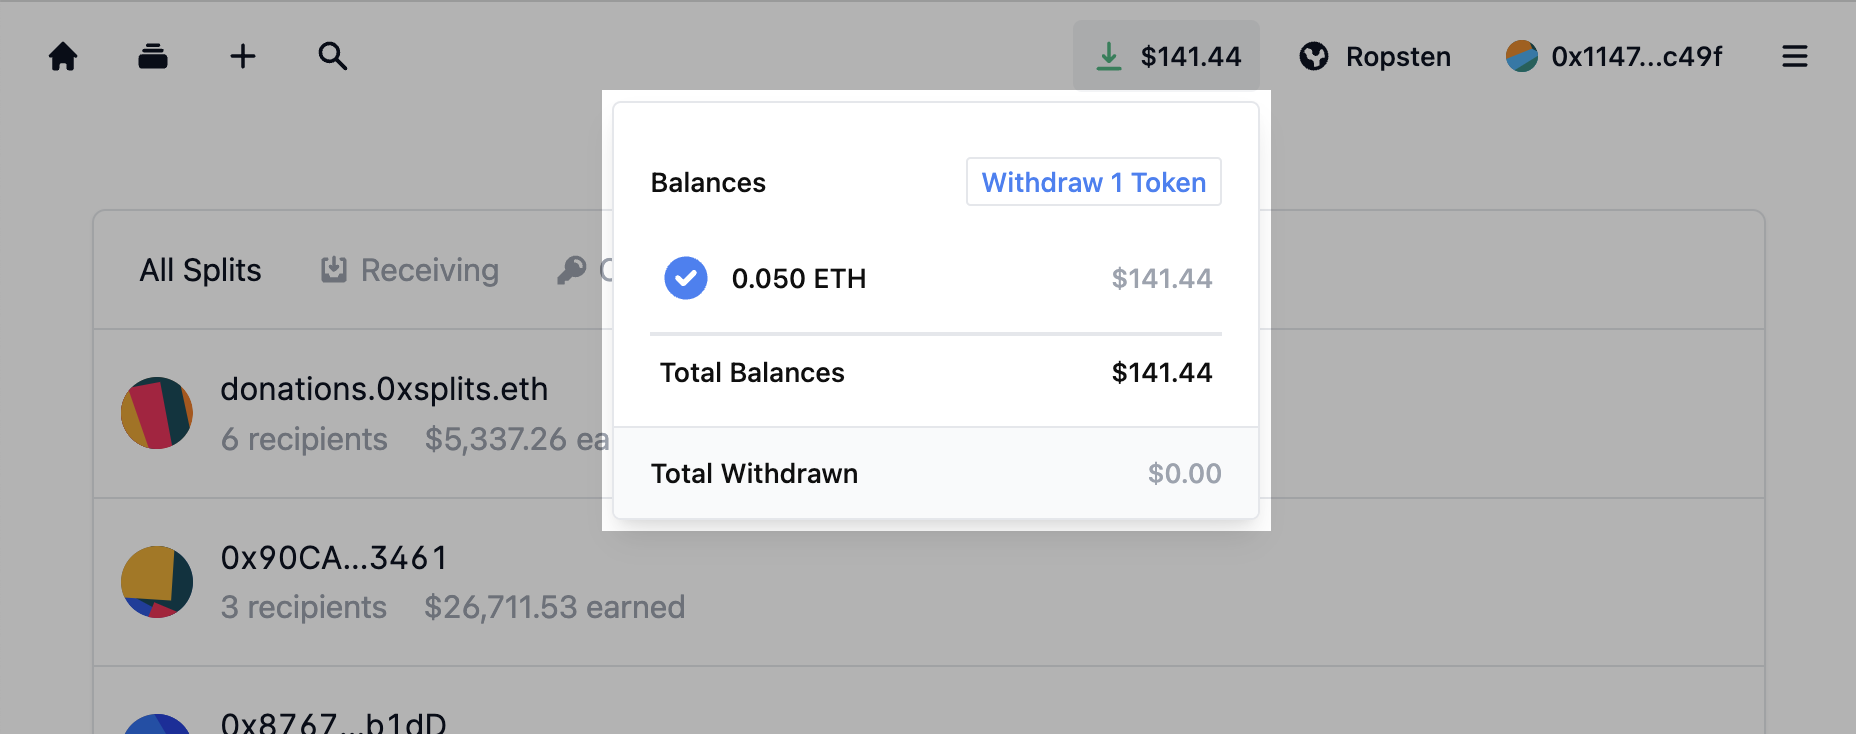 $141.44
Ropsten
0x1147...c49f
Balances
Withdraw 1 Token
0.050 ETH
$141.44
Total Balances
$141.44
Total Withdrawn
$0.00
All Splits
Receiving
donations.0xsplits.eth
6 recipients
$5,337.26
0x90CA...3461
3 recipients
$26,711.53 earned
0x8767...b1dD